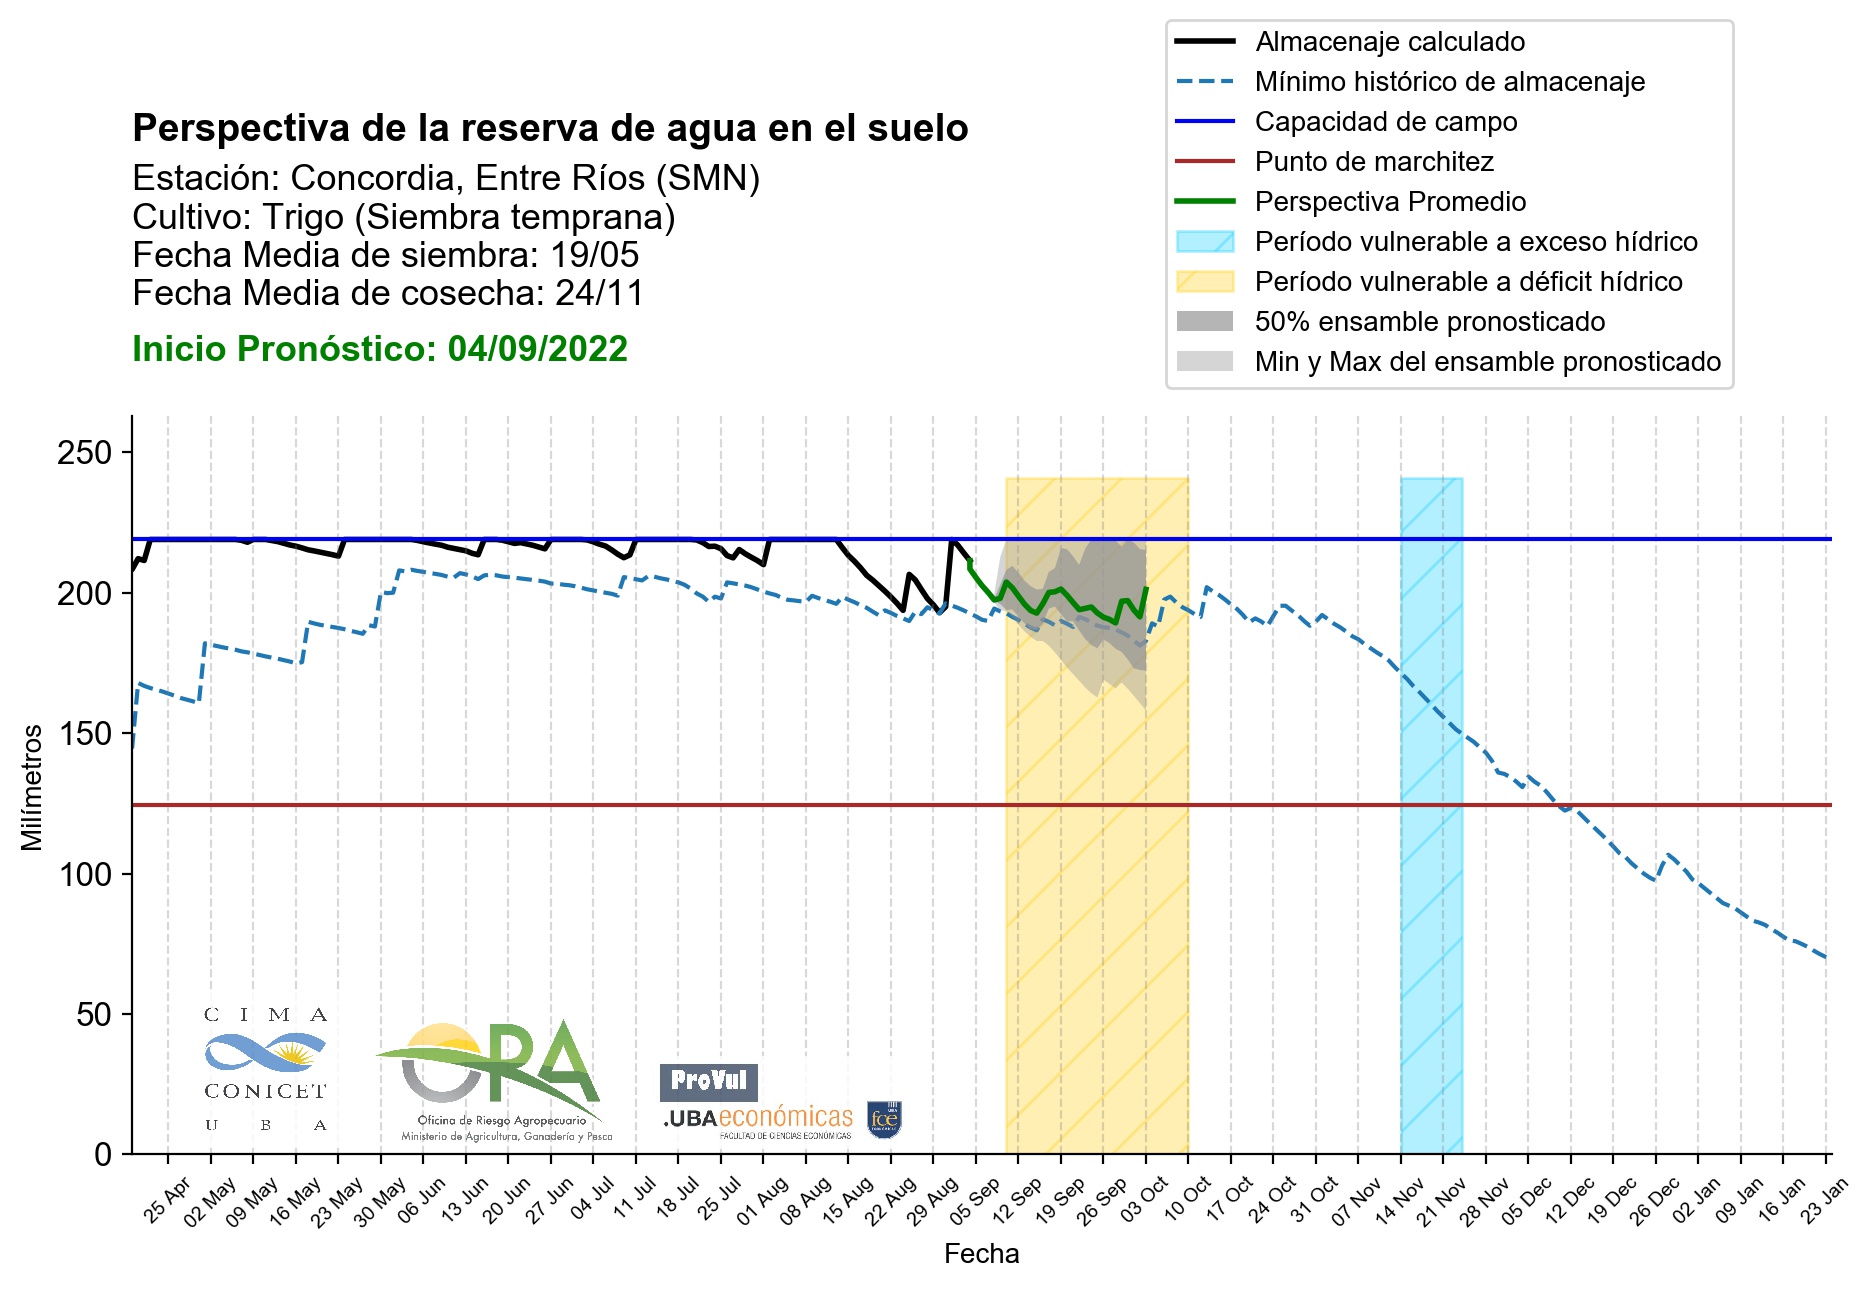 Almacenaje calculado
Mínimo histórico de almacenaje
Capacidad de campo
Punto de marchitez
Perspectiva Promedio
Período vulnerable a exceso hídrico
Período vulnerable a déficit hídrico
50% ensamble pronosticado
Min y Max del ensamble pronosticado
Perspectiva de la reserva de agua en el suelo
Estación: Concordia, Entre Ríos (SMN)
Cultivo: Trigo (Siembra temprana)
Fecha Media de siembra: 19/05
Fecha Media de cosecha: 24/11
Inicio Pronóstico: 04/09/2022
250
200
150
100
50
0
Milímetros
C I M A
CONICET
U B A
ORA
Oficina de Riesgo Agropecuario
Ministerio de Agricultura, Ganadería y Pesca
ProVul
.UBAeconómicas
FACULTAD DE CIENCIAS ECONÓMICAS
UBA
fce
ECONÓMICAS
25 Apr
02 May
09 May
16 May
23 May
30 May
06 Jun
13 Jun
20 Jun
27 Jun
04 Jul
11 Jul
18 Jul
25 Jul
01 Aug
08 Aug
15 Aug
22 Aug
29 Aug
05 Sep
12 Sep
19 Sep
26 Sep
03 Oct
10 Oct
17 Oct
24 Oct
31 Oct
07 Nov
14 Nov
21 Nov
28 Nov
05 Dec
12 Dec
19 Dec
26 Dec
02 Jan
09 Jan
16 Jan
23 Jan
Fecha